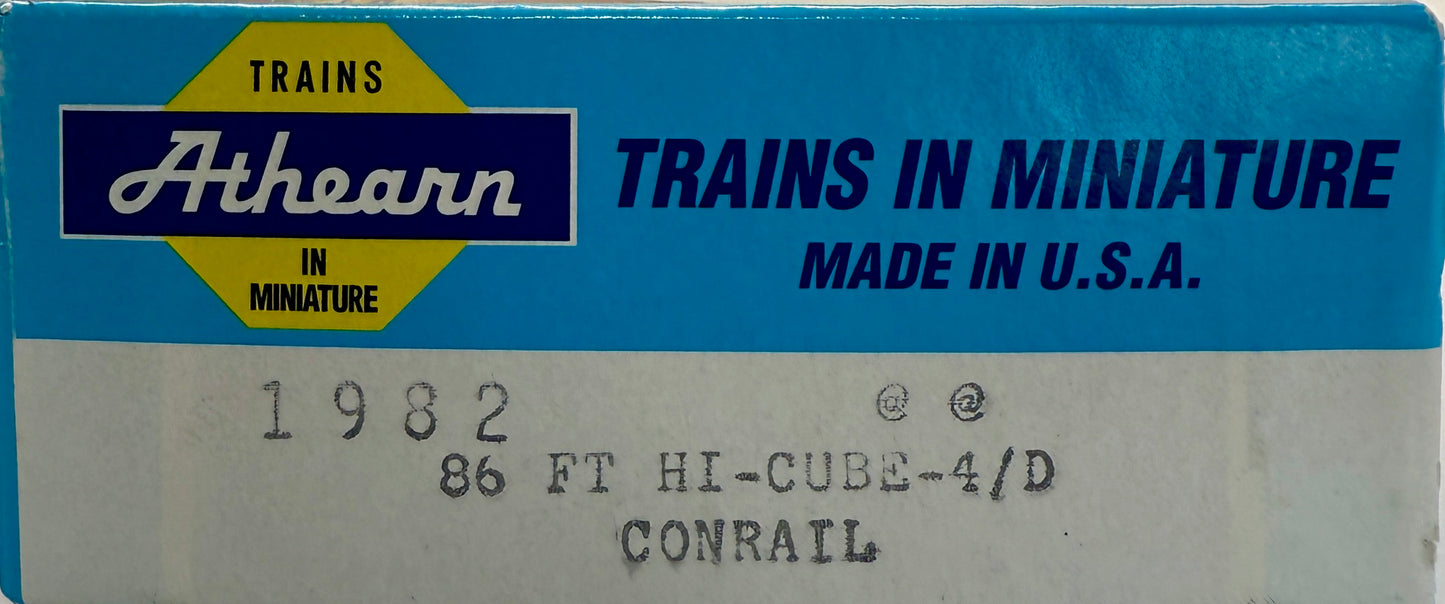 TRAINS
Athearn
IN
MINIATURE
TRAINS IN MINIATURE
MADE IN U.S.A.
1982 @ @
86 FT HI-CUBE-4/D
CONRAIL